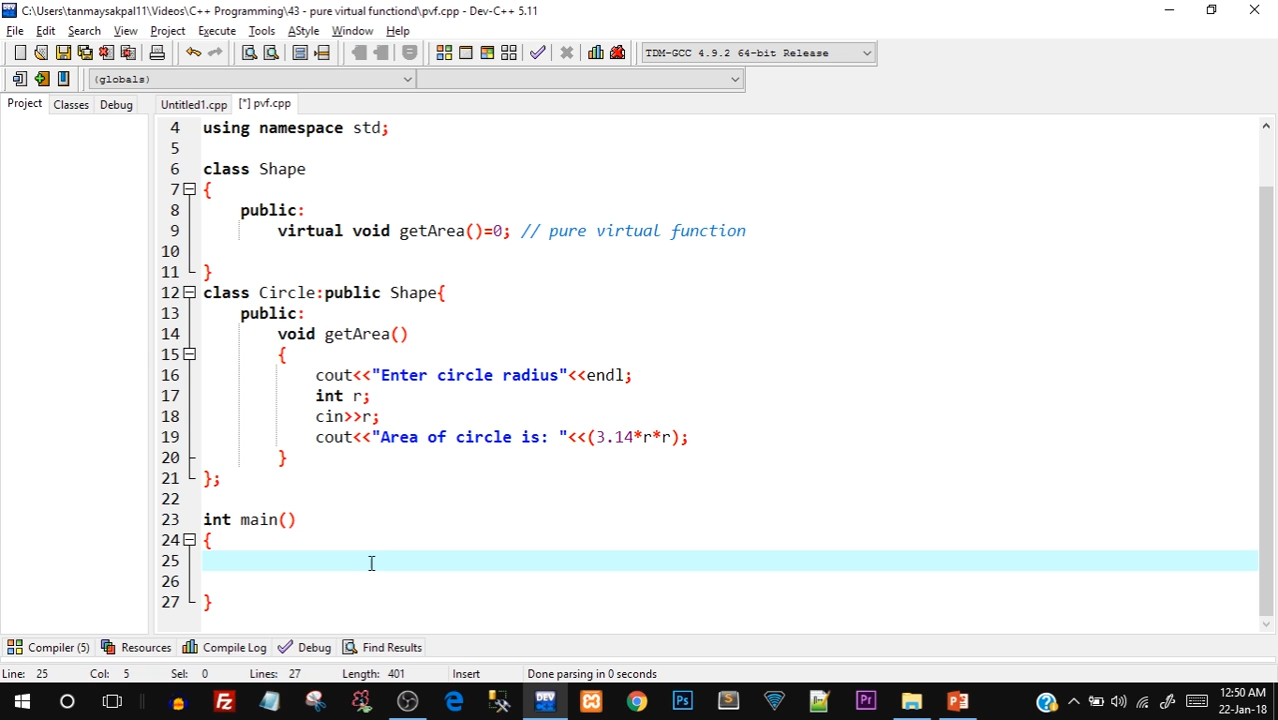 C:\Users\tanmaysakpal11\Videos\C++ Programming\43 - pure virtual functiond\pvf.cpp - Dev-C++ 5.11
File Edit Search View Project Execute Tools AStyle Window Help
TDM-GCC 4.9.2 64-bit Release
(globals)
Project Classes Debug Untitled1.cpp [*] pvf.cpp
4 using namespace std;
5
6 class Shape
7 {
8 public:
9 virtual void getArea()=0; // pure virtual function
10
11 }
12 class Circle:public Shape{
13 public:
14 void getArea()
15 {
16 cout<<"Enter circle radius"<<endl;
17 int r;
18 cin>>r;
19 cout<<"Area of circle is: "<<(3.14*r*r);
20 }
21 };
22
23 int main()
24 {
25
26
27 }
Compiler (5) Resources Compile Log Debug Find Results
Line: 25 Col: 5 Sel: 0 Lines: 27 Length: 401 Insert Done parsing in 0 seconds
12:50 AM
22-Jan-18